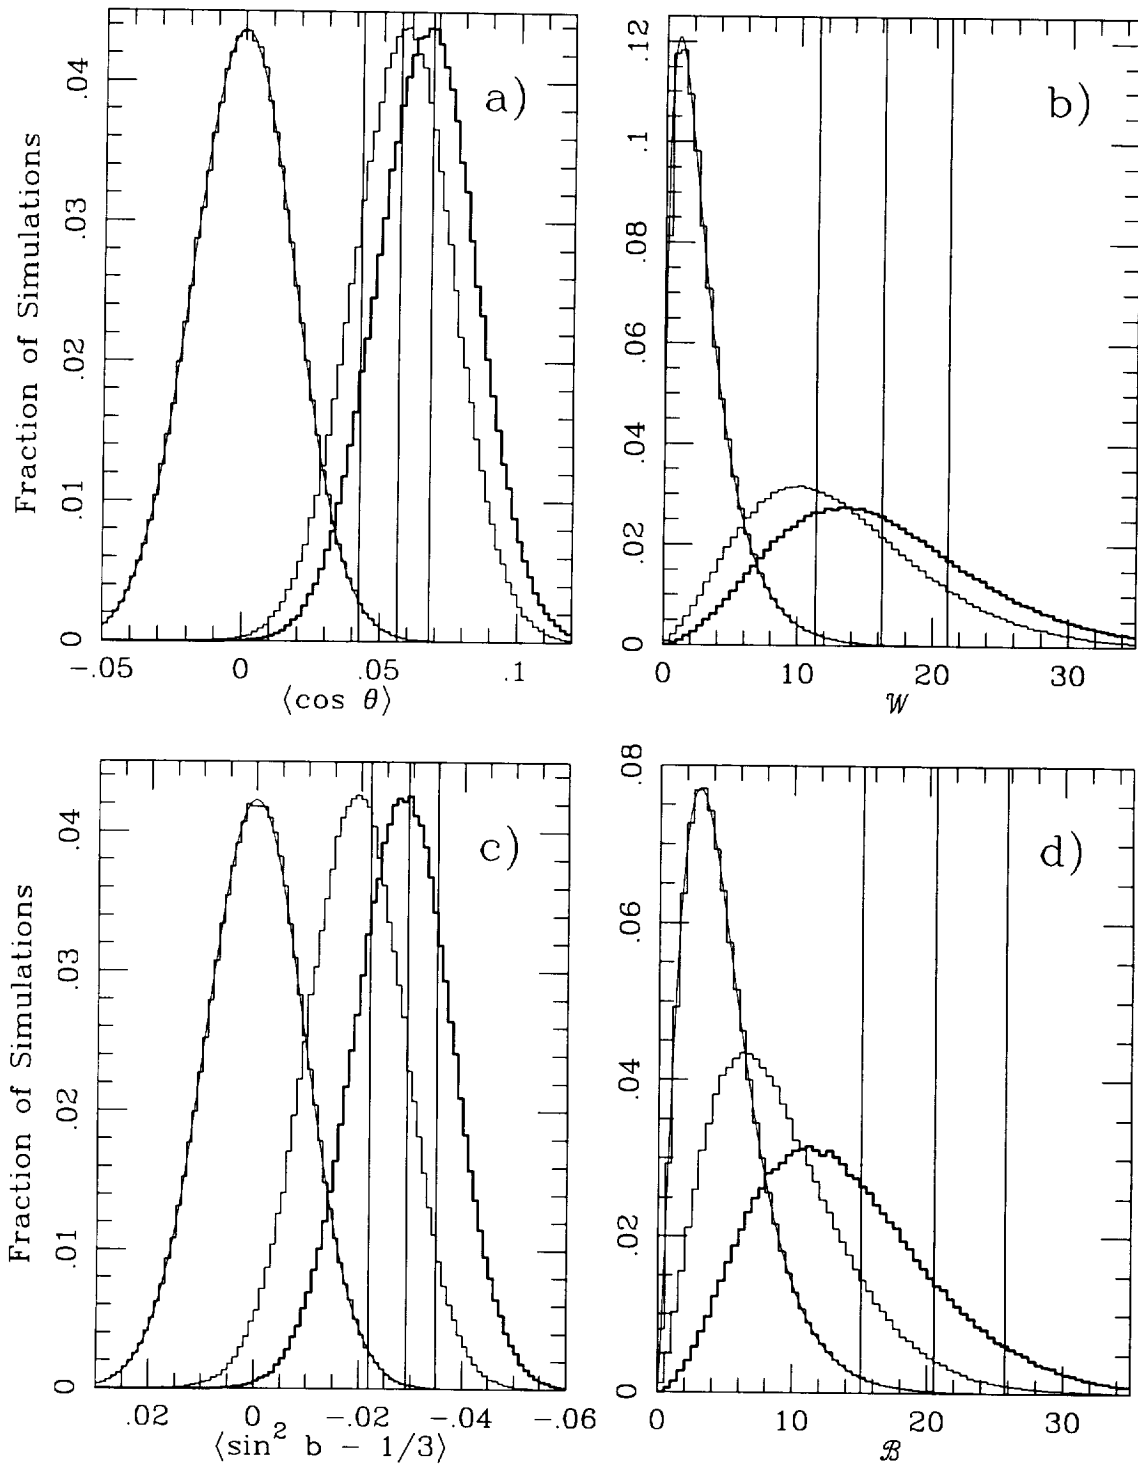 a)
Fraction of Simulations
.04
.03
.02
.01
0
-.05 0 .05 .1
⟨cos θ⟩
b)
.12
.1
.08
.06
.04
.02
0
0 10 20 30
𝒲
c)
Fraction of Simulations
.04
.03
.02
.01
0
.02 0 -.02 -.04 -.06
⟨sin² b - 1/3⟩
d)
.08
.06
.04
.02
0
0 10 20 30
ℬ